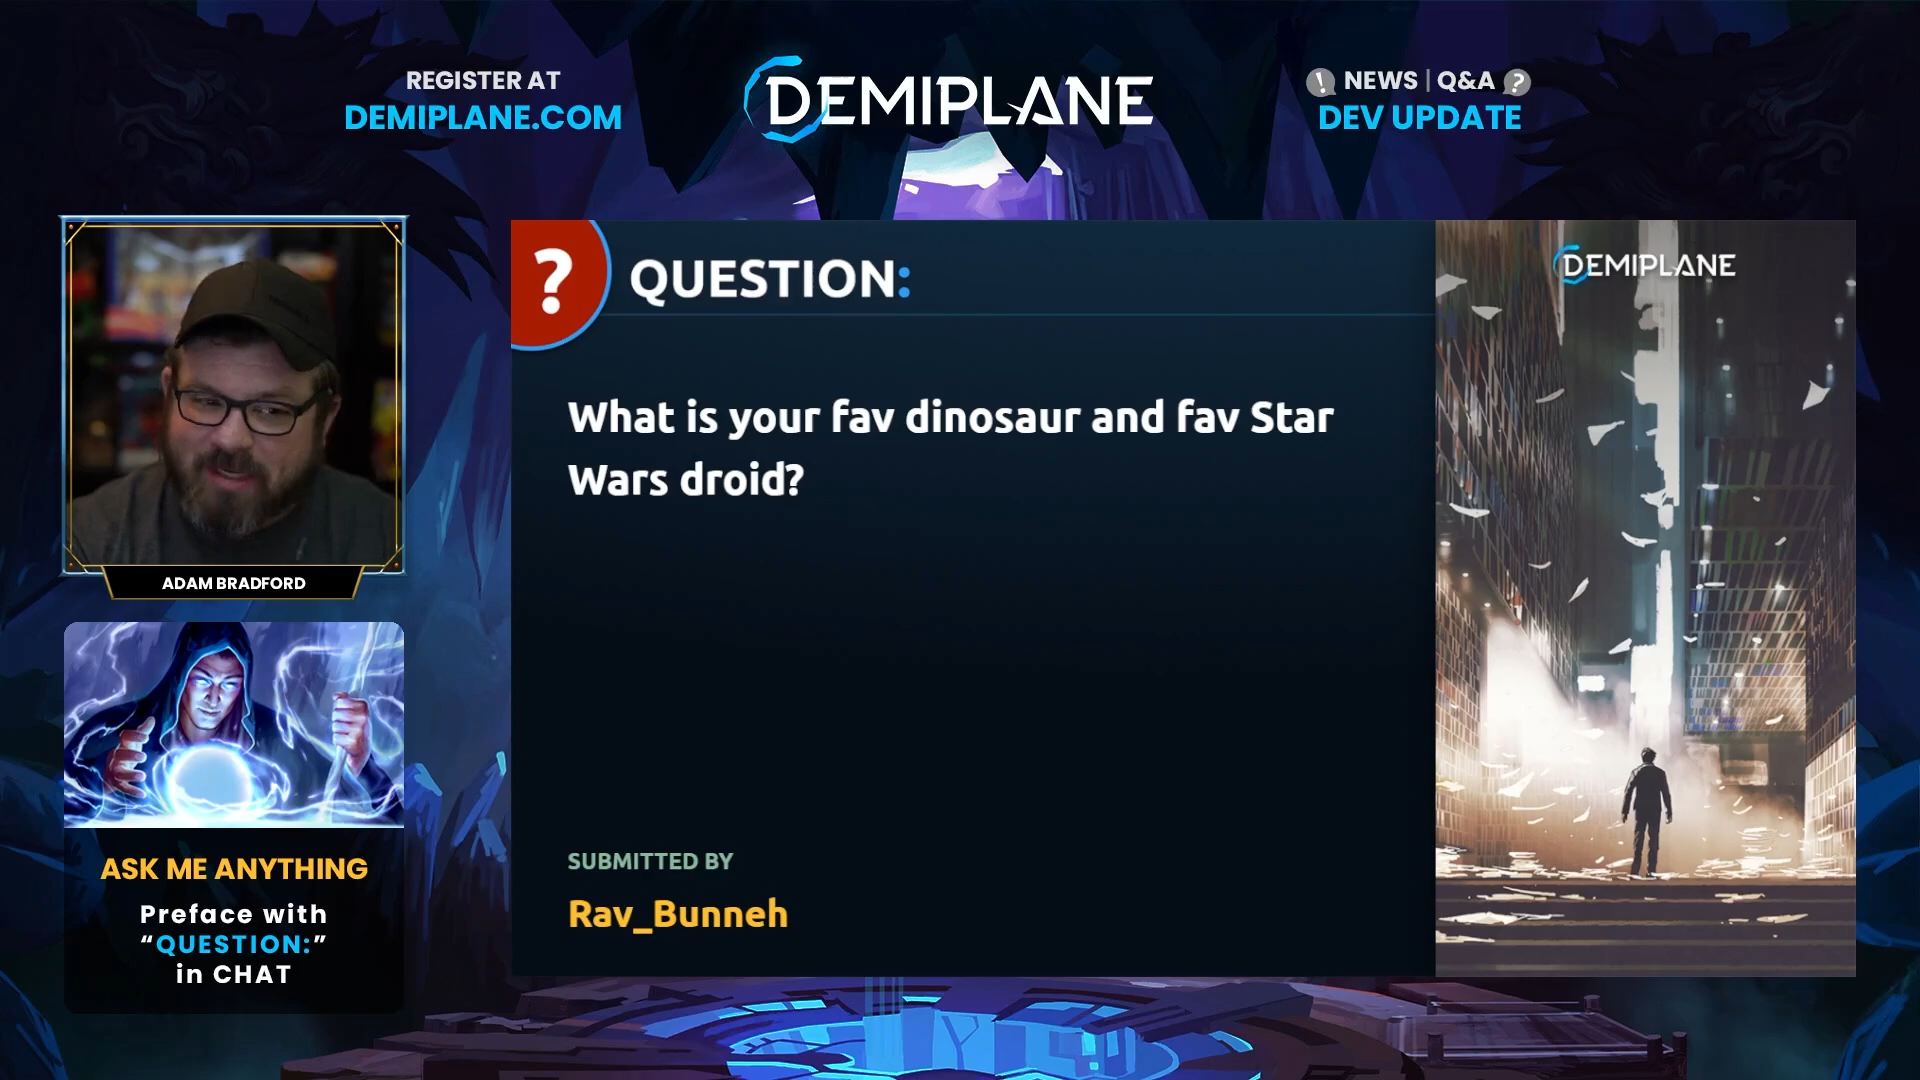 REGISTER AT
DEMIPLANE.COM
DEMIPLANE
! NEWS | Q&A ?
DEV UPDATE
ADAM BRADFORD
ASK ME ANYTHING
Preface with
“QUESTION:”
in CHAT
? QUESTION:
What is your fav dinosaur and fav Star
Wars droid?
SUBMITTED BY
Rav_Bunneh
DEMIPLANE